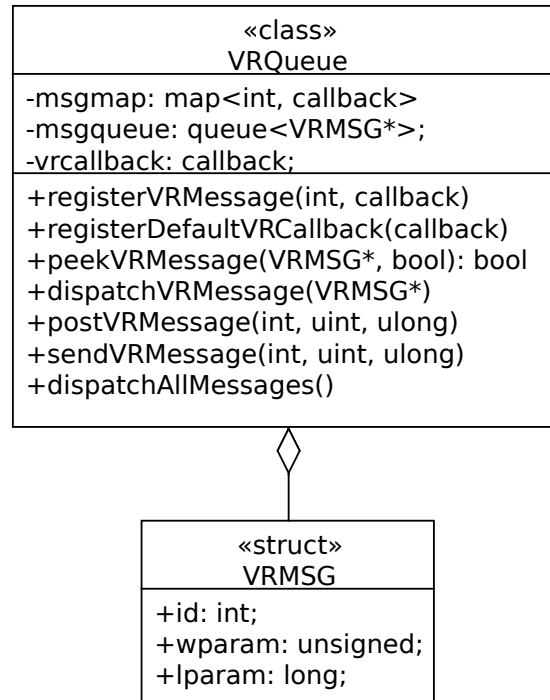 «class»
VRQueue
-msgmap: map<int, callback>
-msgqueue: queue<VRMSG*>;
-vrcallback: callback;
+registerVRMessage(int, callback)
+registerDefaultVRCallback(callback)
+peekVRMessage(VRMSG*, bool): bool
+dispatchVRMessage(VRMSG*)
+postVRMessage(int, uint, ulong)
+sendVRMessage(int, uint, ulong)
+dispatchAllMessages()
«struct»
VRMSG
+id: int;
+wparam: unsigned;
+lparam: long;